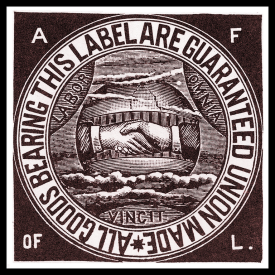 A F
OF L.
ALL GOODS BEARING THIS LABEL ARE GUARANTEED UNION MADE
LABOR OMNIA
VINCIT